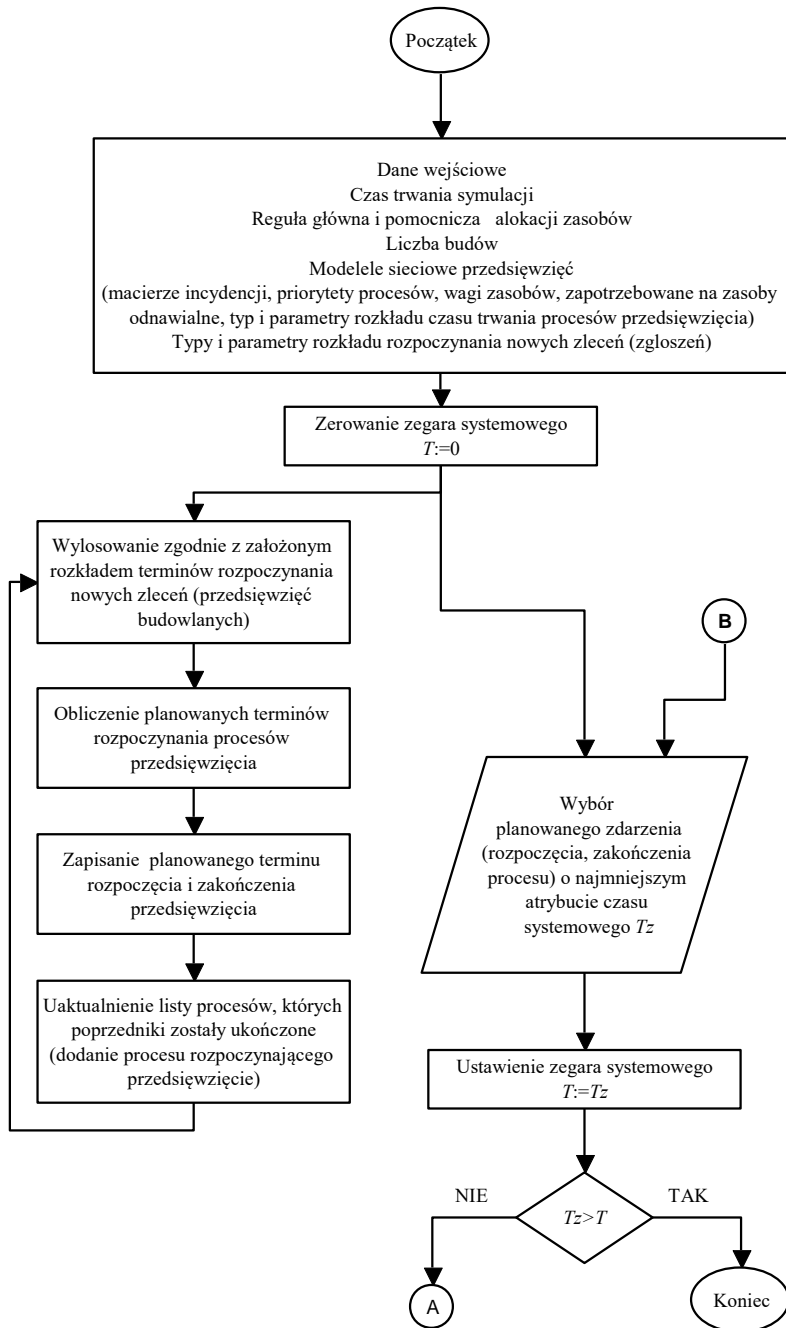 Początek
Dane wejściowe
Czas trwania symulacji
Reguła główna i pomocnicza alokacji zasobów
Liczba budów
Modelele sieciowe przedsięwzięć
(macierze incydencji, priorytety procesów, wagi zasobów, zapotrzebowane na zasoby
odnawialne, typ i parametry rozkładu czasu trwania procesów przedsięwzięcia)
Typy i parametry rozkładu rozpoczynania nowych zleceń (zgloszeń)
Zerowanie zegara systemowego
T:=0
Wylosowanie zgodnie z założonym
rozkładem terminów rozpoczynania
nowych zleceń (przedsięwzięć
budowlanych)
Obliczenie planowanych terminów
rozpoczynania procesów
przedsięwzięcia
Zapisanie planowanego terminu
rozpoczęcia i zakończenia
przedsięwzięcia
Uaktualnienie listy procesów, których
poprzedniki zostały ukończone
(dodanie procesu rozpoczynającego
przedsięwzięcie)
B
Wybór
planowanego zdarzenia
(rozpoczęcia, zakończenia
procesu) o najmniejszym
atrybucie czasu
systemowego Tz
Ustawienie zegara systemowego
T:=Tz
NIE
Tz>T
TAK
A
Koniec